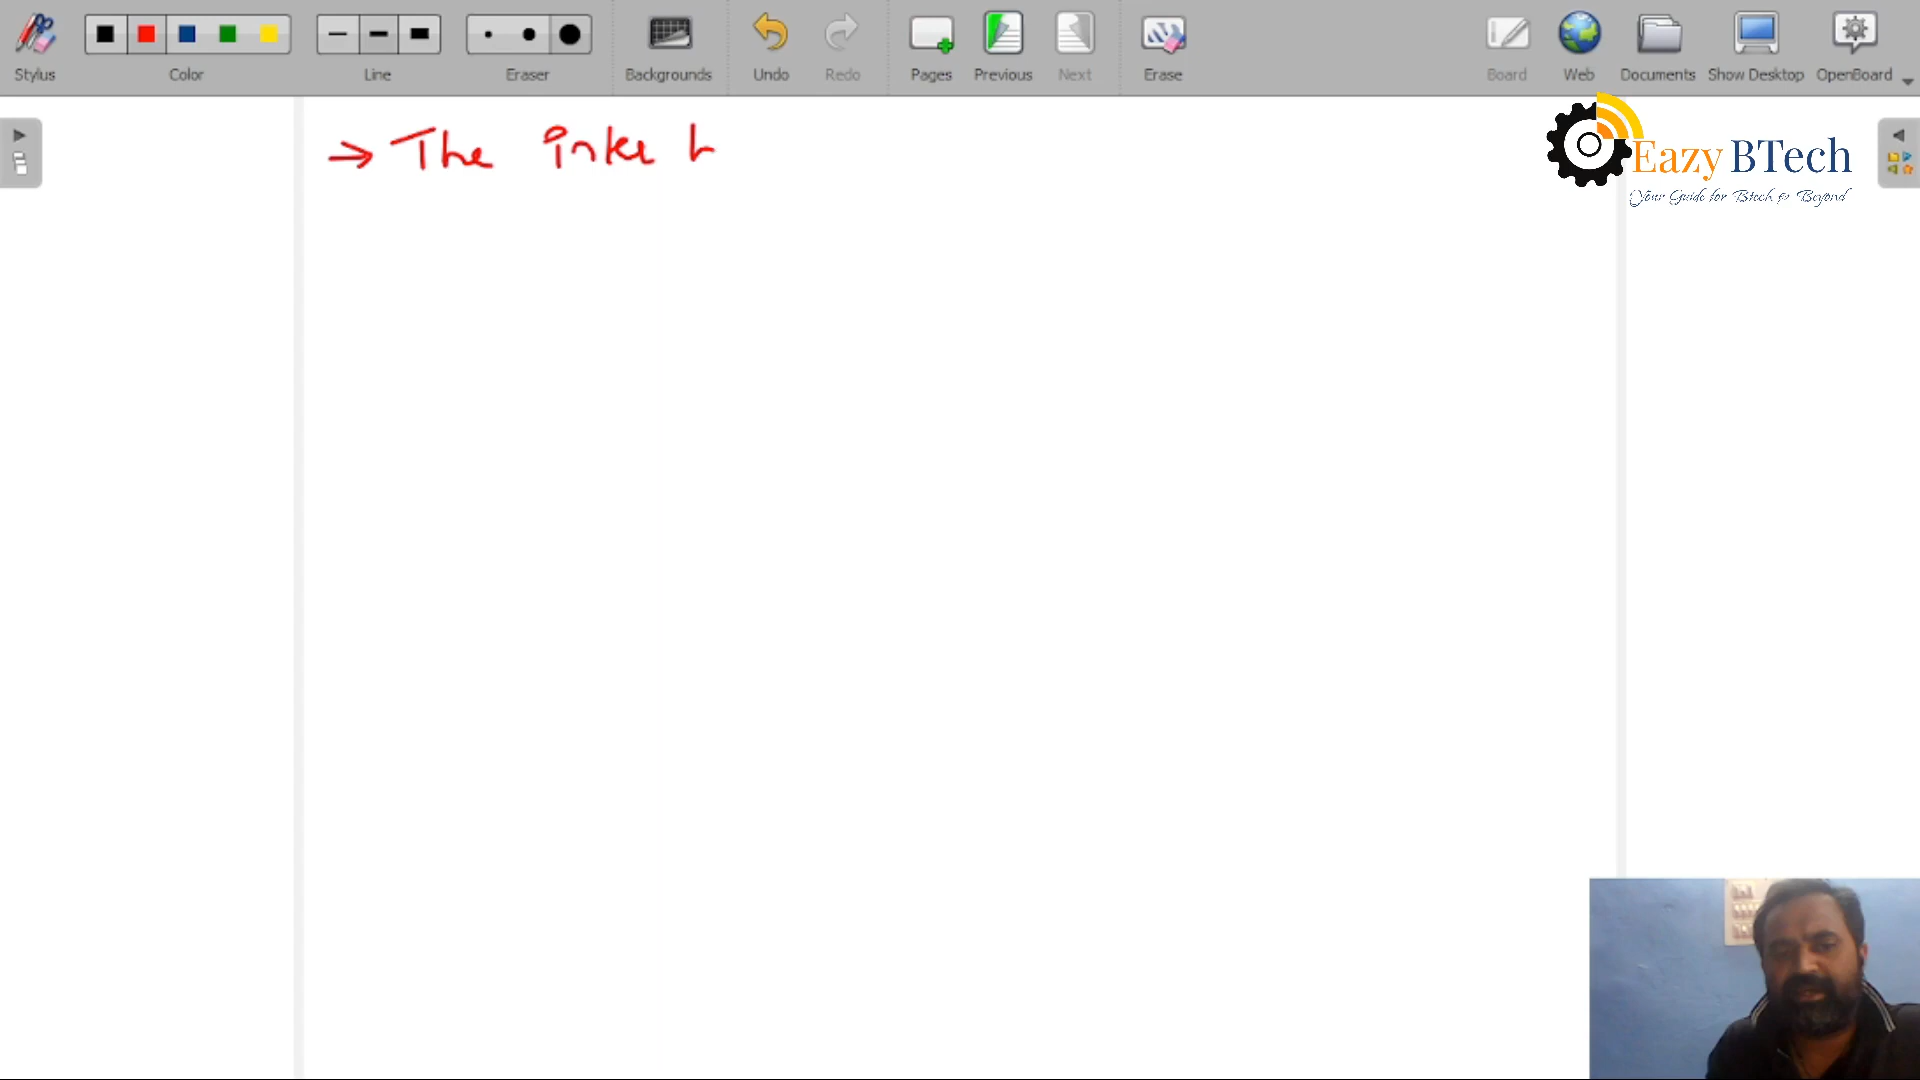 Stylus
Color
Line
Eraser
Backgrounds
Undo
Redo
Pages
Previous
Next
Erase
Board
Web
Documents
Show Desktop
OpenBoard
Eazy BTech
Your Guide for Btech & Beyond
→ The inter h